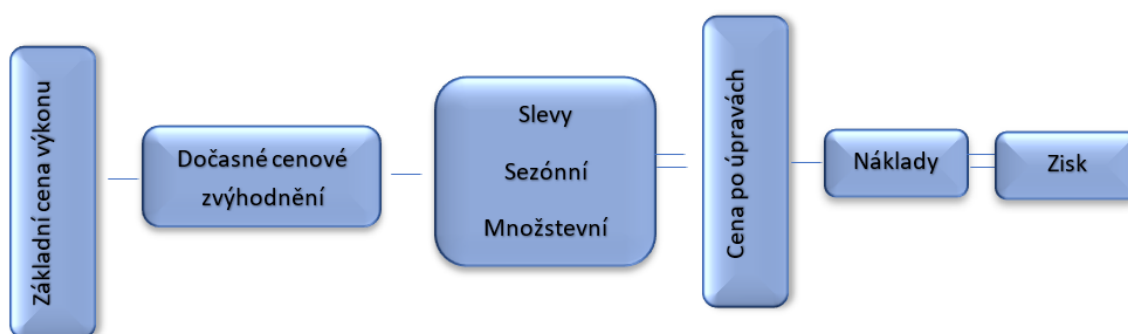 Základní cena výkonu
Dočasné cenové
zvýhodnění
Slevy
Sezónní
Množstevní
Cena po úpravách
Náklady
Zisk